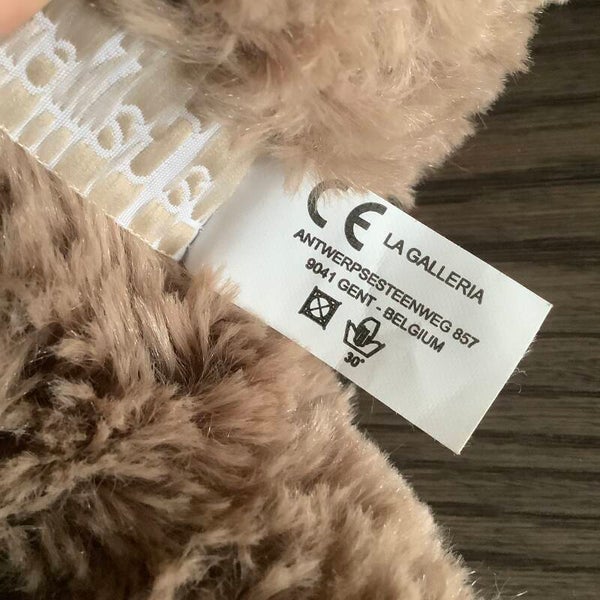 CE LA GALLERIA
ANTWERPSESTEENWEG 857
9041 GENT - BELGIUM
30°